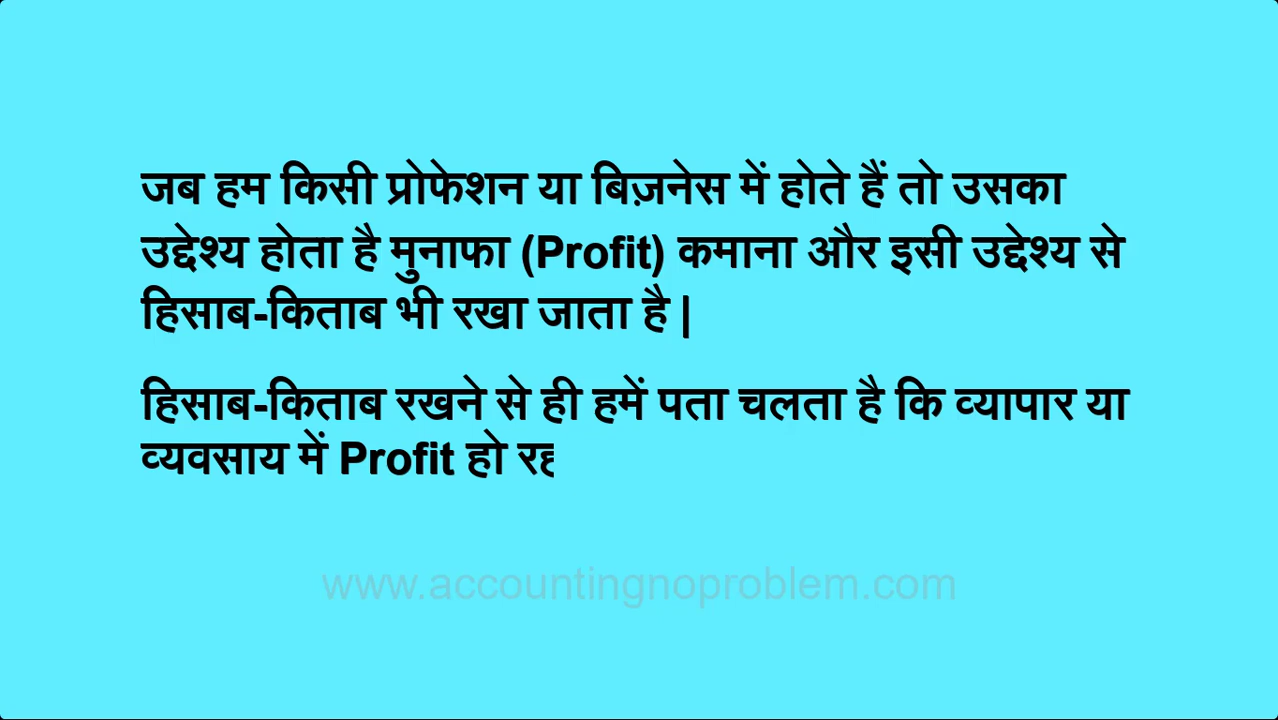 जब हम किसी प्रोफेशन या बिज़नेस में होते हैं तो उसका
उद्देश्य होता है मुनाफा (Profit) कमाना और इसी उद्देश्य से
हिसाब-किताब भी रखा जाता है |
हिसाब-किताब रखने से ही हमें पता चलता है कि व्यापार या
व्यवसाय में Profit हो रह
www.accountingnoproblem.com